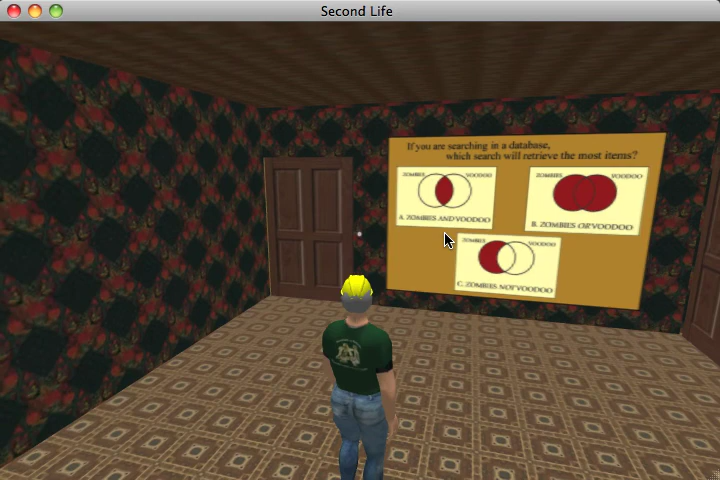 Second Life
If you are searching in a database,
which search will retrieve the most items?
ZOMBIES VOODOO
A. ZOMBIES AND VOODOO
ZOMBIES VOODOO
B. ZOMBIES OR VOODOO
ZOMBIES VOODOO
C. ZOMBIES NOT VOODOO